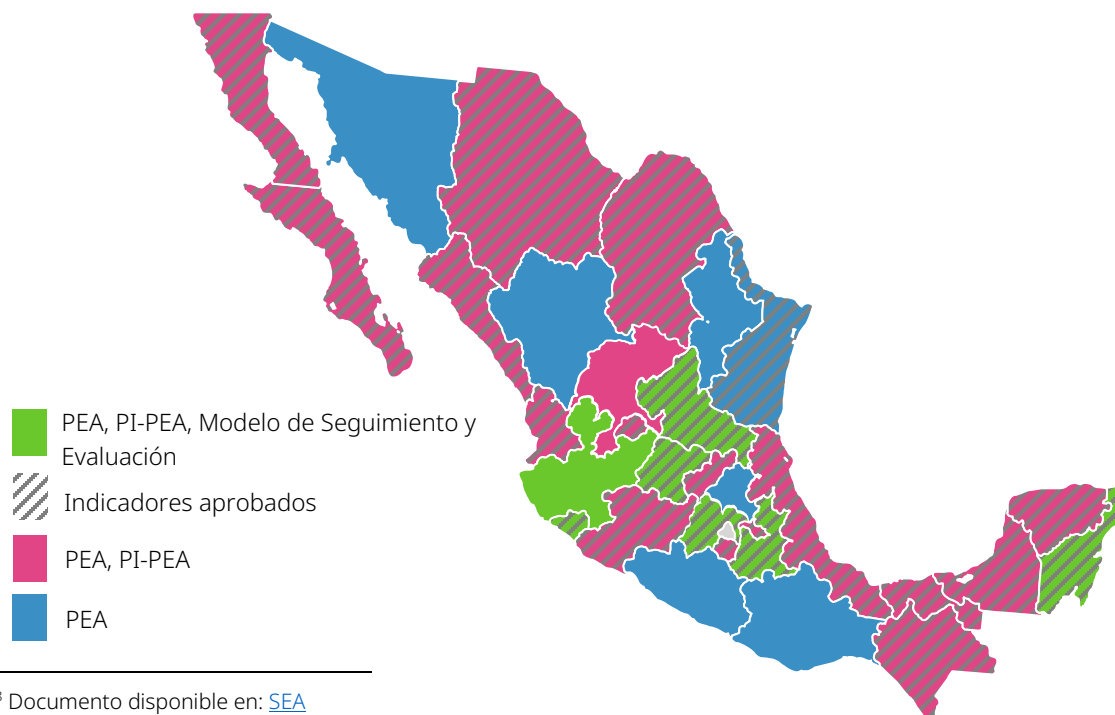 PEA, PI-PEA, Modelo de Seguimiento y
Evaluación
Indicadores aprobados
PEA, PI-PEA
PEA
Documento disponible en: SEA